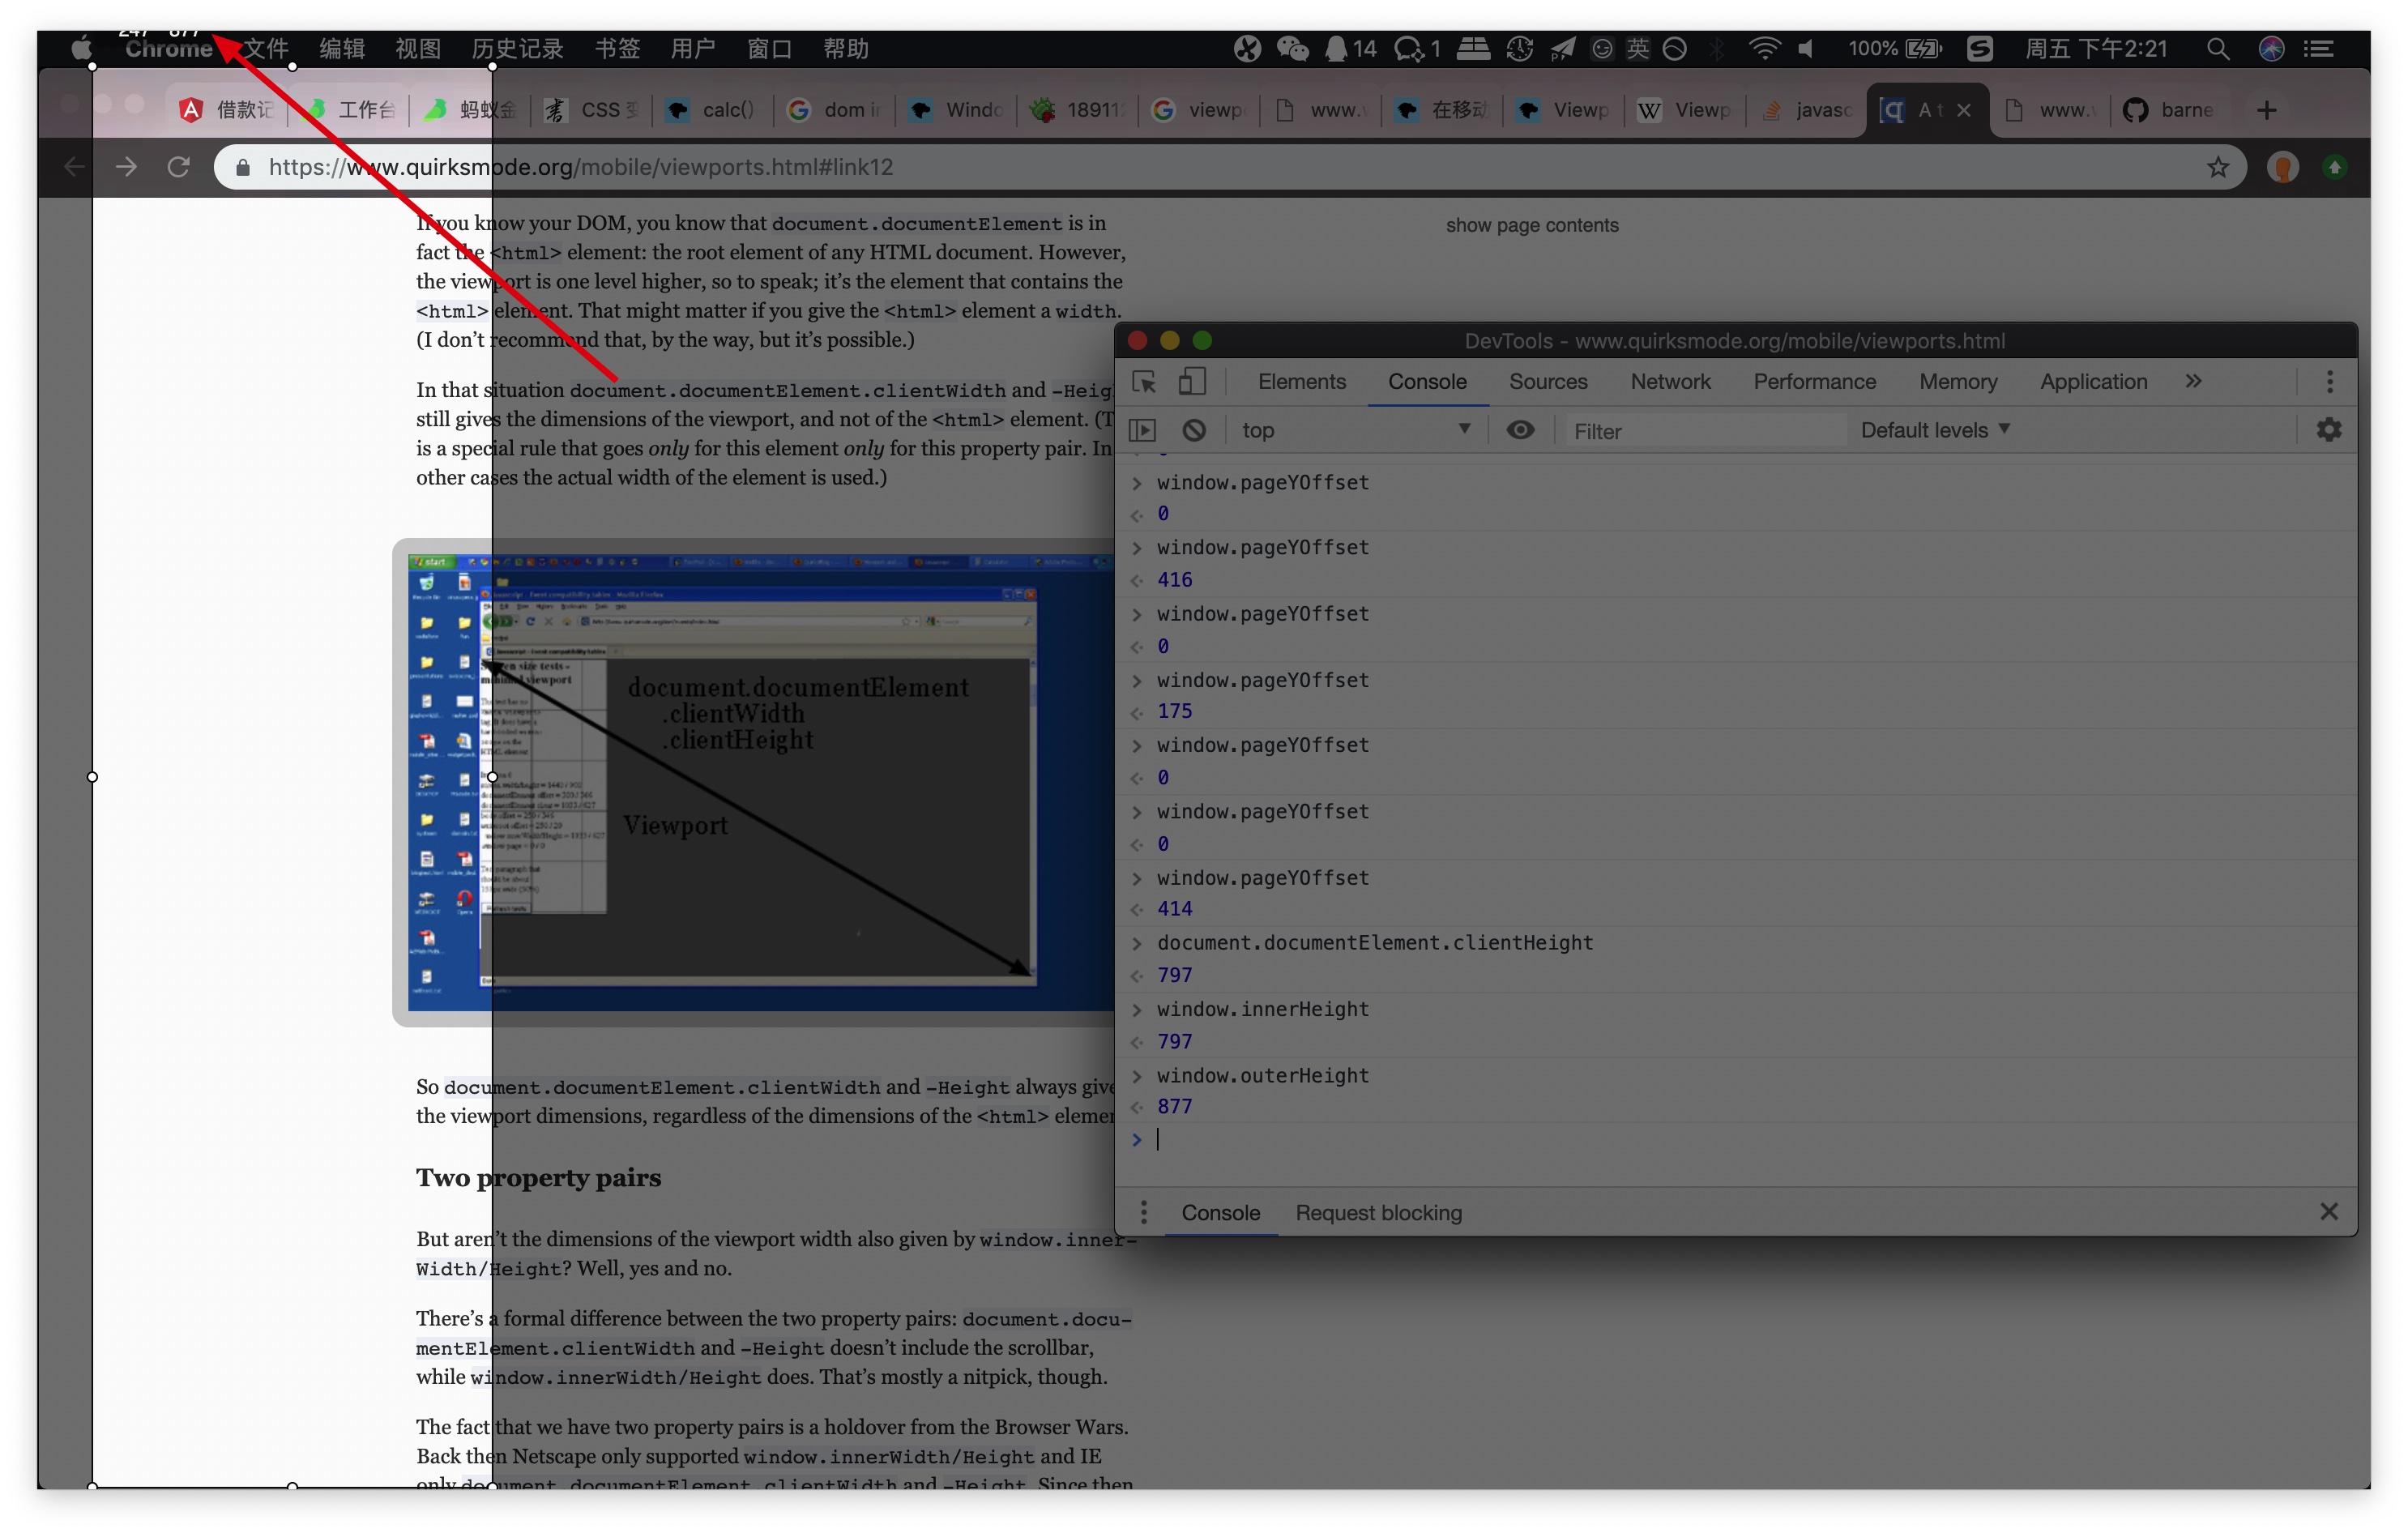 247 877
Chrome 文件 编辑 视图 历史记录 书签 用户 窗口 帮助 14 1 英 100% 周五 下午2:21
借款记 工作台 蚂蚁金 CSS calc() dom in Windo 18911 viewp www. 在移动 Viewp Viewp javasc A t www. barne
https://www.quirksmode.org/mobile/viewports.html#link12
show page contents
If you know your DOM, you know that document.documentElement is in
fact the <html> element: the root element of any HTML document. However,
the viewport is one level higher, so to speak; it’s the element that contains the
<html> element. That might matter if you give the <html> element a width.
(I don’t recommend that, by the way, but it’s possible.)
In that situation document.documentElement.clientWidth and -Heig
still gives the dimensions of the viewport, and not of the <html> element. (T
is a special rule that goes only for this element only for this property pair. In
other cases the actual width of the element is used.)
start
minimal viewport
document.documentElement
.clientWidth
.clientHeight
Viewport
So document.documentElement.clientWidth and -Height always give
the viewport dimensions, regardless of the dimensions of the <html> elemen
Two property pairs
But aren’t the dimensions of the viewport width also given by window.inner-
Width/Height? Well, yes and no.
There’s a formal difference between the two property pairs: document.docu-
mentElement.clientWidth and -Height doesn’t include the scrollbar,
while window.innerWidth/Height does. That’s mostly a nitpick, though.
The fact that we have two property pairs is a holdover from the Browser Wars.
Back then Netscape only supported window.innerWidth/Height and IE
only document.documentElement.clientWidth and -Height. Since then
DevTools - www.quirksmode.org/mobile/viewports.html
Elements Console Sources Network Performance Memory Application »
top Filter Default levels
window.pageYOffset
0
window.pageYOffset
416
window.pageYOffset
0
window.pageYOffset
175
window.pageYOffset
0
window.pageYOffset
0
window.pageYOffset
414
document.documentElement.clientHeight
797
window.innerHeight
797
window.outerHeight
877
Console Request blocking